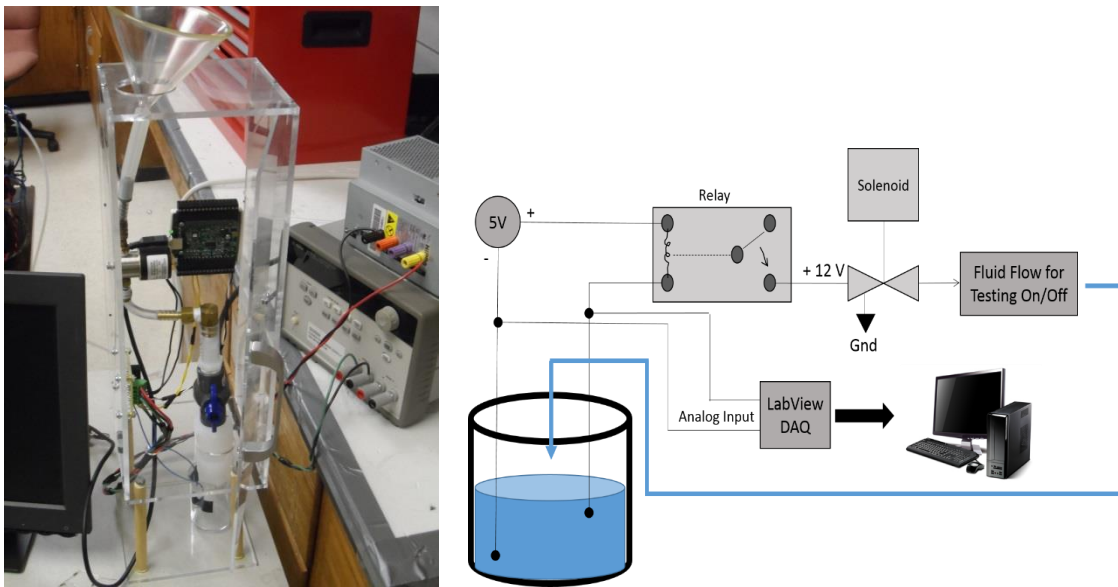 Solenoid
Relay
5V
+
-
+ 12 V
Fluid Flow for
Testing On/Off
Gnd
Analog Input
LabView
DAQ